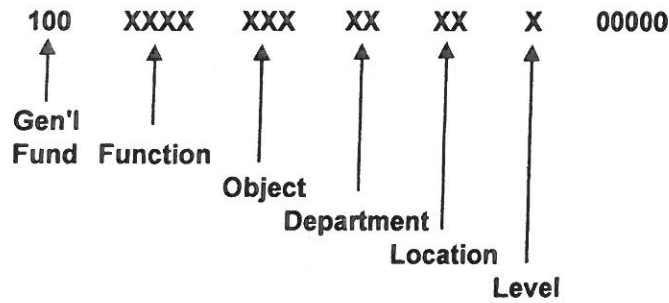 100 XXXX XXX XX XX X 00000
Gen'l
Fund Function
Object
Department
Location
Level